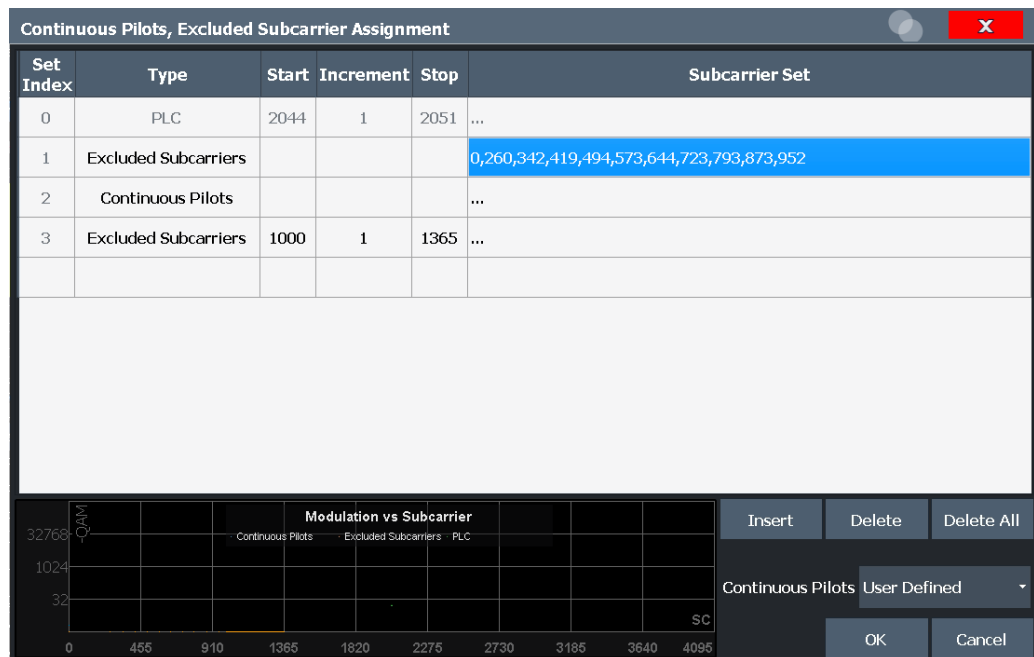 Continuous Pilots, Excluded Subcarrier Assignment X
Set Index Type Start Increment Stop Subcarrier Set
0 PLC 2044 1 2051 ...
1 Excluded Subcarriers 0,260,342,419,494,573,644,723,793,873,952
2 Continuous Pilots ...
3 Excluded Subcarriers 1000 1 1365 ...
Modulation vs Subcarrier
Continuous Pilots Excluded Subcarriers PLC
-QAM
32768
1024
32
SC
0 455 910 1365 1820 2275 2730 3185 3640 4095
Insert Delete Delete All
Continuous Pilots User Defined
OK Cancel